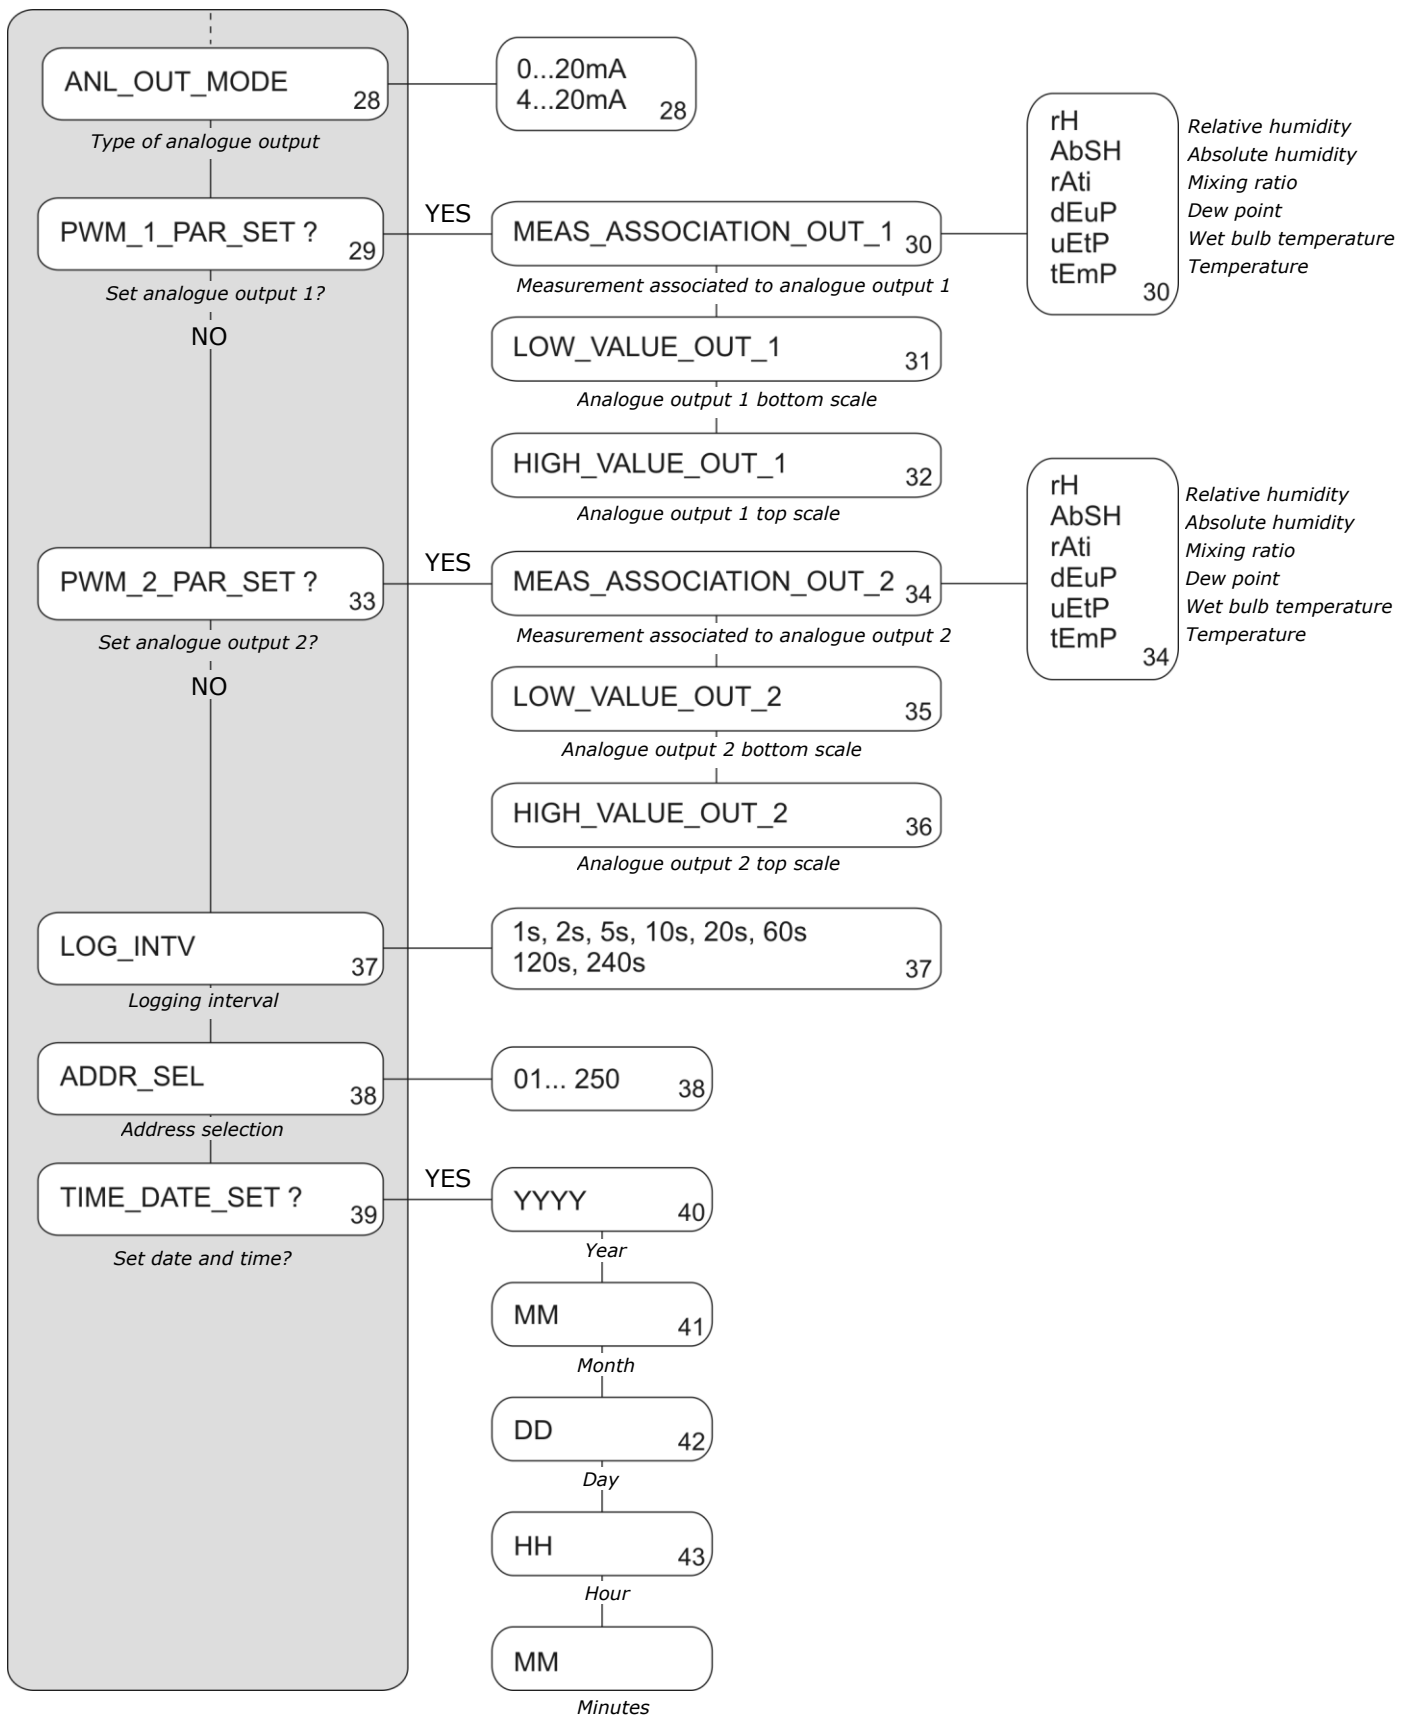 ANL_OUT_MODE
28
Type of analogue output
0...20mA
4...20mA
28
PWM_1_PAR_SET ?
29
Set analogue output 1?
YES
NO
MEAS_ASSOCIATION_OUT_1
30
Measurement associated to analogue output 1
rH
AbSH
rAti
dEuP
uEtP
tEmP
30
Relative humidity
Absolute humidity
Mixing ratio
Dew point
Wet bulb temperature
Temperature
LOW_VALUE_OUT_1
31
Analogue output 1 bottom scale
HIGH_VALUE_OUT_1
32
Analogue output 1 top scale
PWM_2_PAR_SET ?
33
Set analogue output 2?
YES
NO
MEAS_ASSOCIATION_OUT_2
34
Measurement associated to analogue output 2
rH
AbSH
rAti
dEuP
uEtP
tEmP
34
Relative humidity
Absolute humidity
Mixing ratio
Dew point
Wet bulb temperature
Temperature
LOW_VALUE_OUT_2
35
Analogue output 2 bottom scale
HIGH_VALUE_OUT_2
36
Analogue output 2 top scale
LOG_INTV
37
Logging interval
1s, 2s, 5s, 10s, 20s, 60s
120s, 240s
37
ADDR_SEL
38
Address selection
01... 250
38
TIME_DATE_SET ?
39
Set date and time?
YES
YYYY
40
Year
MM
41
Month
DD
42
Day
HH
43
Hour
MM
Minutes